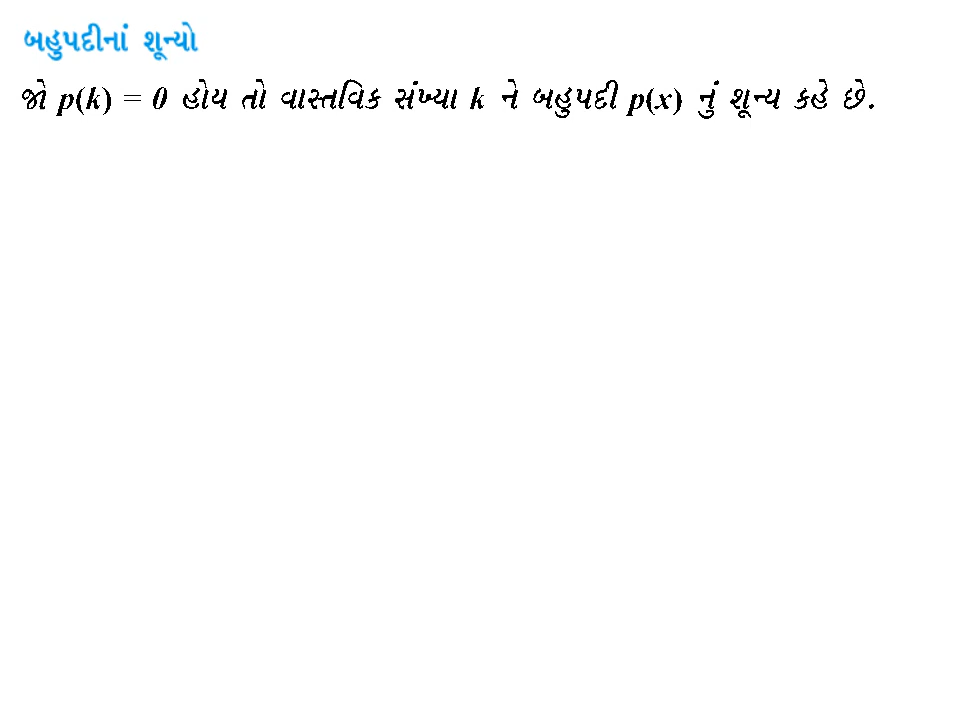 બહુપદીનાં શૂન્યો
જો p(k) = 0 હોય તો વાસ્તવિક સંખ્યા k ને બહુપદી p(x) નું શૂન્ય કહે છે.